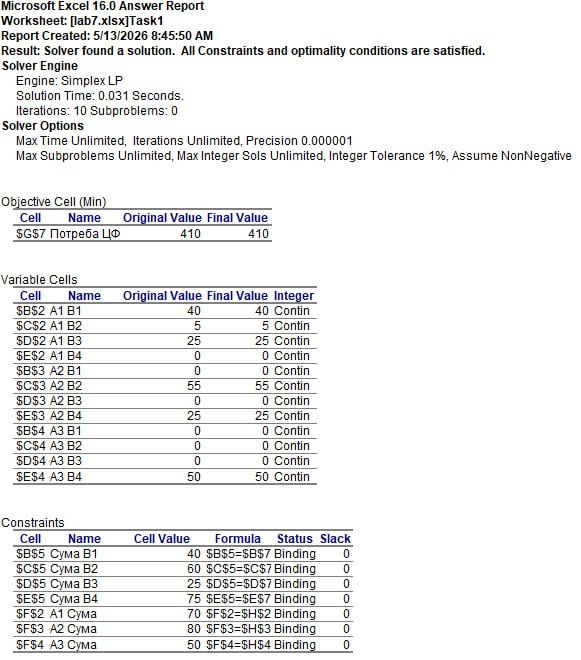 Microsoft Excel 16.0 Answer Report
Worksheet: [lab7.xlsx]Task1
Report Created: 5/13/2026 8:45:50 AM
Result: Solver found a solution.  All Constraints and optimality conditions are satisfied.
Solver Engine
Engine: Simplex LP
Solution Time: 0.031 Seconds.
Iterations: 10 Subproblems: 0
Solver Options
Max Time Unlimited,  Iterations Unlimited, Precision 0.000001
Max Subproblems Unlimited, Max Integer Sols Unlimited, Integer Tolerance 1%, Assume NonNegative
Objective Cell (Min)
Cell Name Original Value Final Value
$G$7 Потреба ЦФ 410 410
Variable Cells
Cell Name Original Value Final Value Integer
$B$2 A1 B1 40 40 Contin
$C$2 A1 B2 5 5 Contin
$D$2 A1 B3 25 25 Contin
$E$2 A1 B4 0 0 Contin
$B$3 A2 B1 0 0 Contin
$C$3 A2 B2 55 55 Contin
$D$3 A2 B3 0 0 Contin
$E$3 A2 B4 25 25 Contin
$B$4 A3 B1 0 0 Contin
$C$4 A3 B2 0 0 Contin
$D$4 A3 B3 0 0 Contin
$E$4 A3 B4 50 50 Contin
Constraints
Cell Name Cell Value Formula Status Slack
$B$5 Сума B1 40 $B$5=$B$7 Binding 0
$C$5 Сума B2 60 $C$5=$C$7 Binding 0
$D$5 Сума B3 25 $D$5=$D$7 Binding 0
$E$5 Сума B4 75 $E$5=$E$7 Binding 0
$F$2 A1 Сума 70 $F$2=$H$2 Binding 0
$F$3 A2 Сума 80 $F$3=$H$3 Binding 0
$F$4 A3 Сума 50 $F$4=$H$4 Binding 0